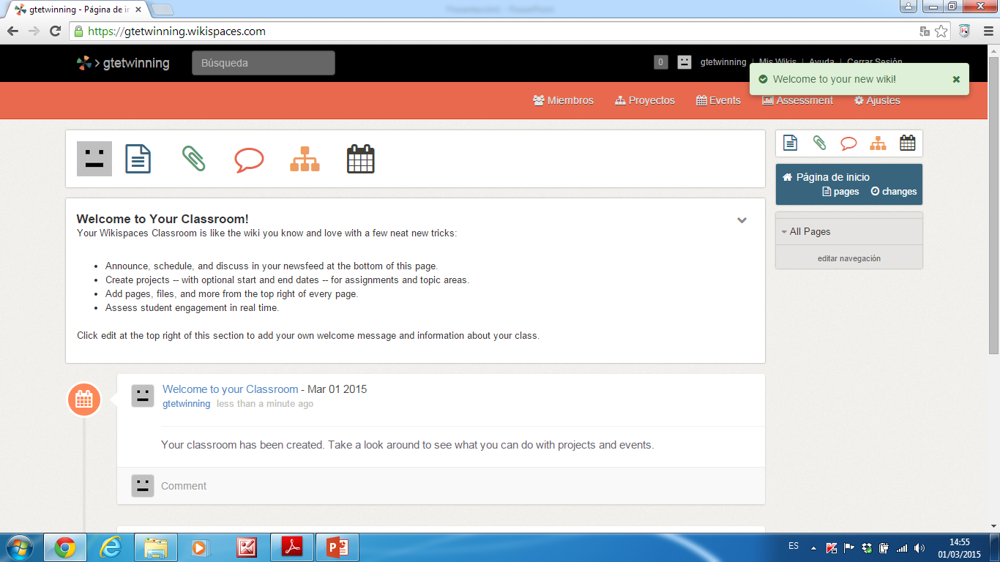 gtetwinning - Página de in
https://gtetwinning.wikispaces.com
gtetwinning
Búsqueda
0
gtetwinning | Mis Wikis | Ayuda | Cerrar Sesión
Welcome to your new wiki!
Miembros
Proyectos
Events
Assessment
Ajustes
Página de inicio
pages
changes
All Pages
editar navegación
Welcome to Your Classroom!
Your Wikispaces Classroom is like the wiki you know and love with a few neat new tricks:
Announce, schedule, and discuss in your newsfeed at the bottom of this page.
Create projects -- with optional start and end dates -- for assignments and topic areas.
Add pages, files, and more from the top right of every page.
Assess student engagement in real time.
Click edit at the top right of this section to add your own welcome message and information about your class.
Welcome to your Classroom - Mar 01 2015
gtetwinning less than a minute ago
Your classroom has been created. Take a look around to see what you can do with projects and events.
Comment
ES
14:55
01/03/2015